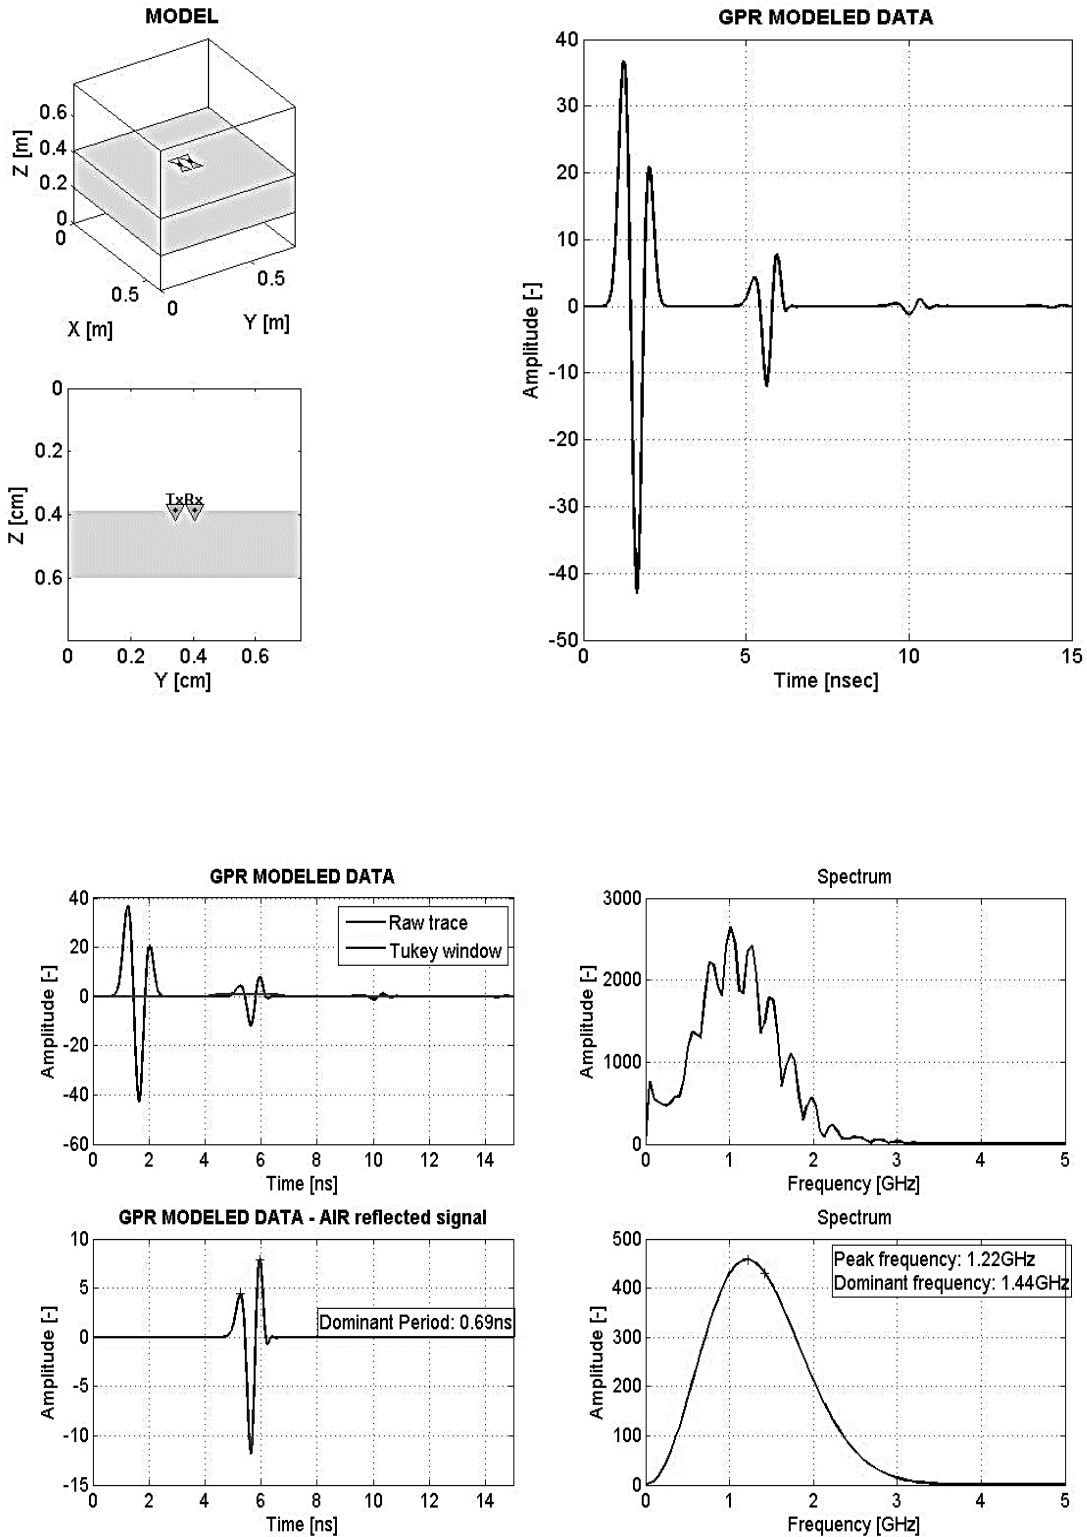 MODEL
0.6
0.4
0.2
0
0
0.5
0
0.5
Z [m]
X [m]
Y [m]
0
0.2
0.4
0.6
Z [cm]
TxRx
0 0.2 0.4 0.6
Y [cm]
GPR MODELED DATA
40
30
20
10
0
-10
-20
-30
-40
-50
Amplitude [-]
0 5 10 15
Time [nsec]
GPR MODELED DATA
40
20
0
-20
-40
-60
Amplitude [-]
Raw trace
Tukey window
0 2 4 6 8 10 12 14
Time [ns]
Spectrum
3000
2000
1000
0
Amplitude [-]
0 1 2 3 4 5
Frequency [GHz]
GPR MODELED DATA - AIR reflected signal
10
5
0
-5
-10
-15
Amplitude [-]
Dominant Period: 0.69ns
0 2 4 6 8 10 12 14
Time [ns]
Spectrum
500
400
300
200
100
0
Amplitude [-]
Peak frequency: 1.22GHz
Dominant frequency: 1.44GHz
0 1 2 3 4 5
Frequency [GHz]